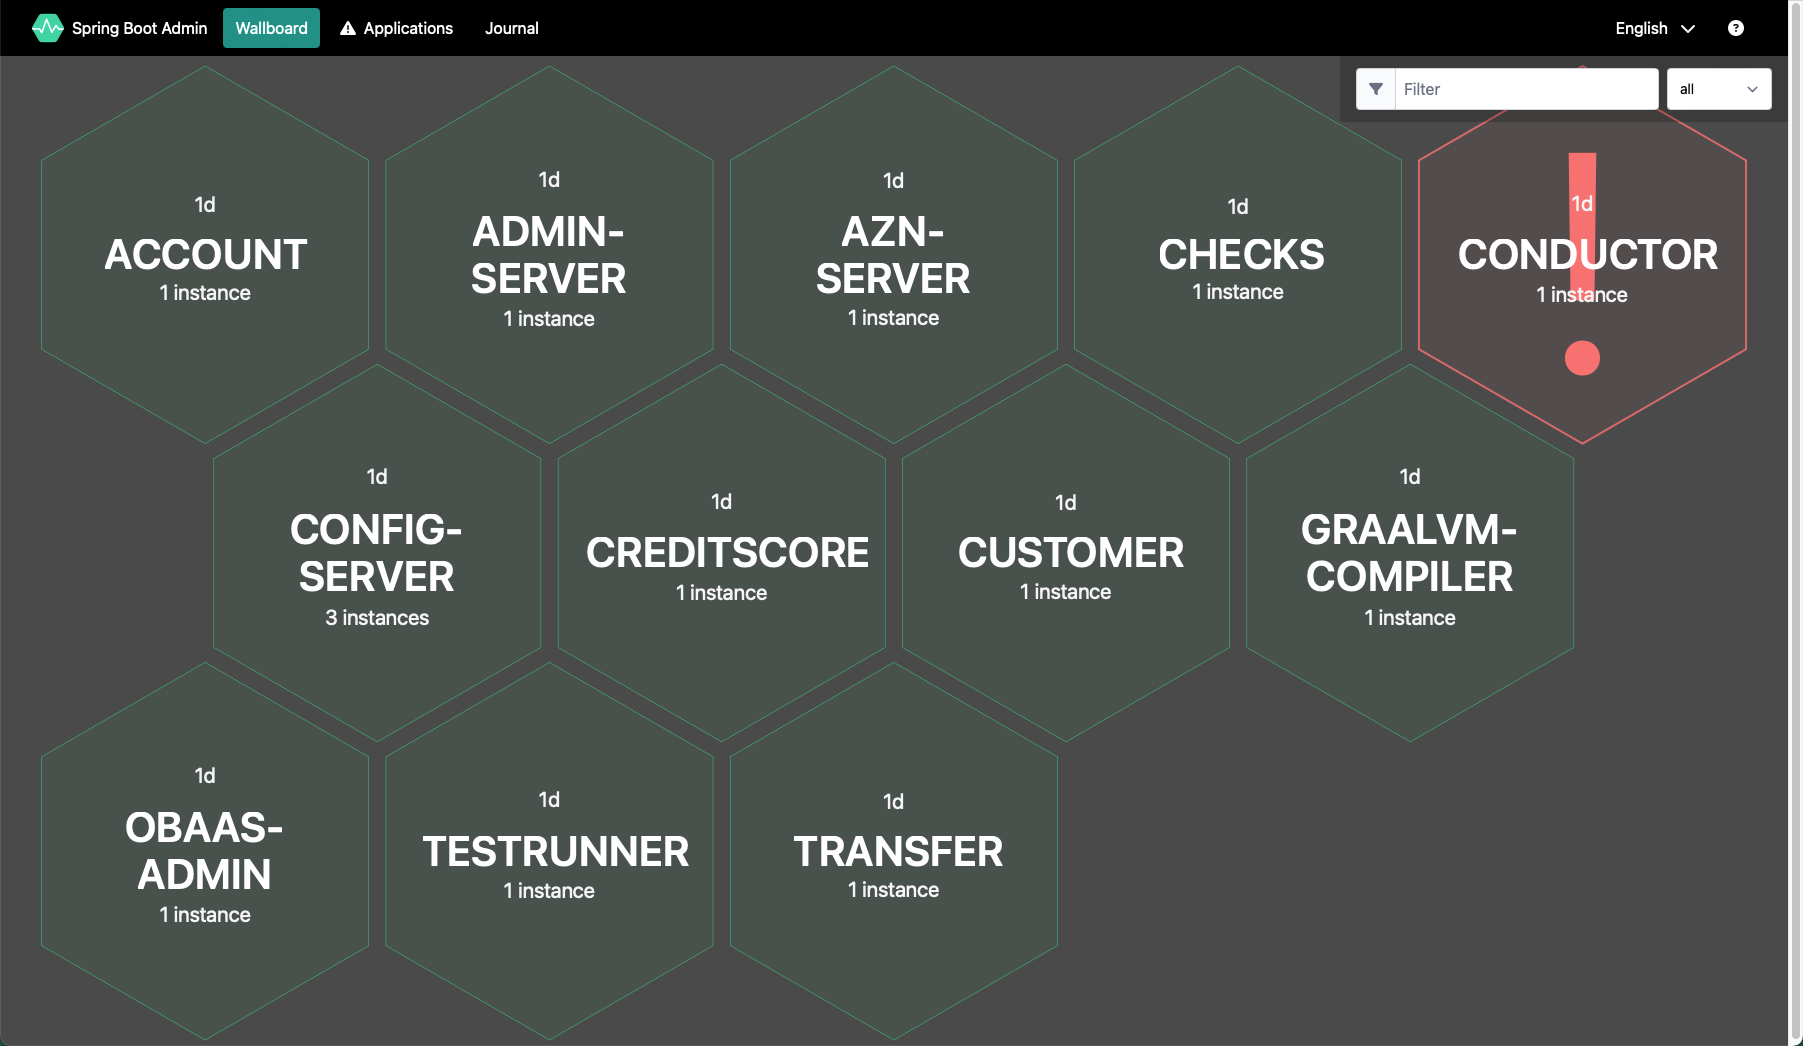 Spring Boot Admin
Wallboard
Applications
Journal
English
Filter
all
1d
ACCOUNT
1 instance
1d
ADMIN-
SERVER
1 instance
1d
AZN-
SERVER
1 instance
1d
CHECKS
1 instance
1d
CONDUCTOR
1 instance
1d
CONFIG-
SERVER
3 instances
1d
CREDITSCORE
1 instance
1d
CUSTOMER
1 instance
1d
GRAALVM-
COMPILER
1 instance
1d
OBAAS-
ADMIN
1 instance
1d
TESTRUNNER
1 instance
1d
TRANSFER
1 instance